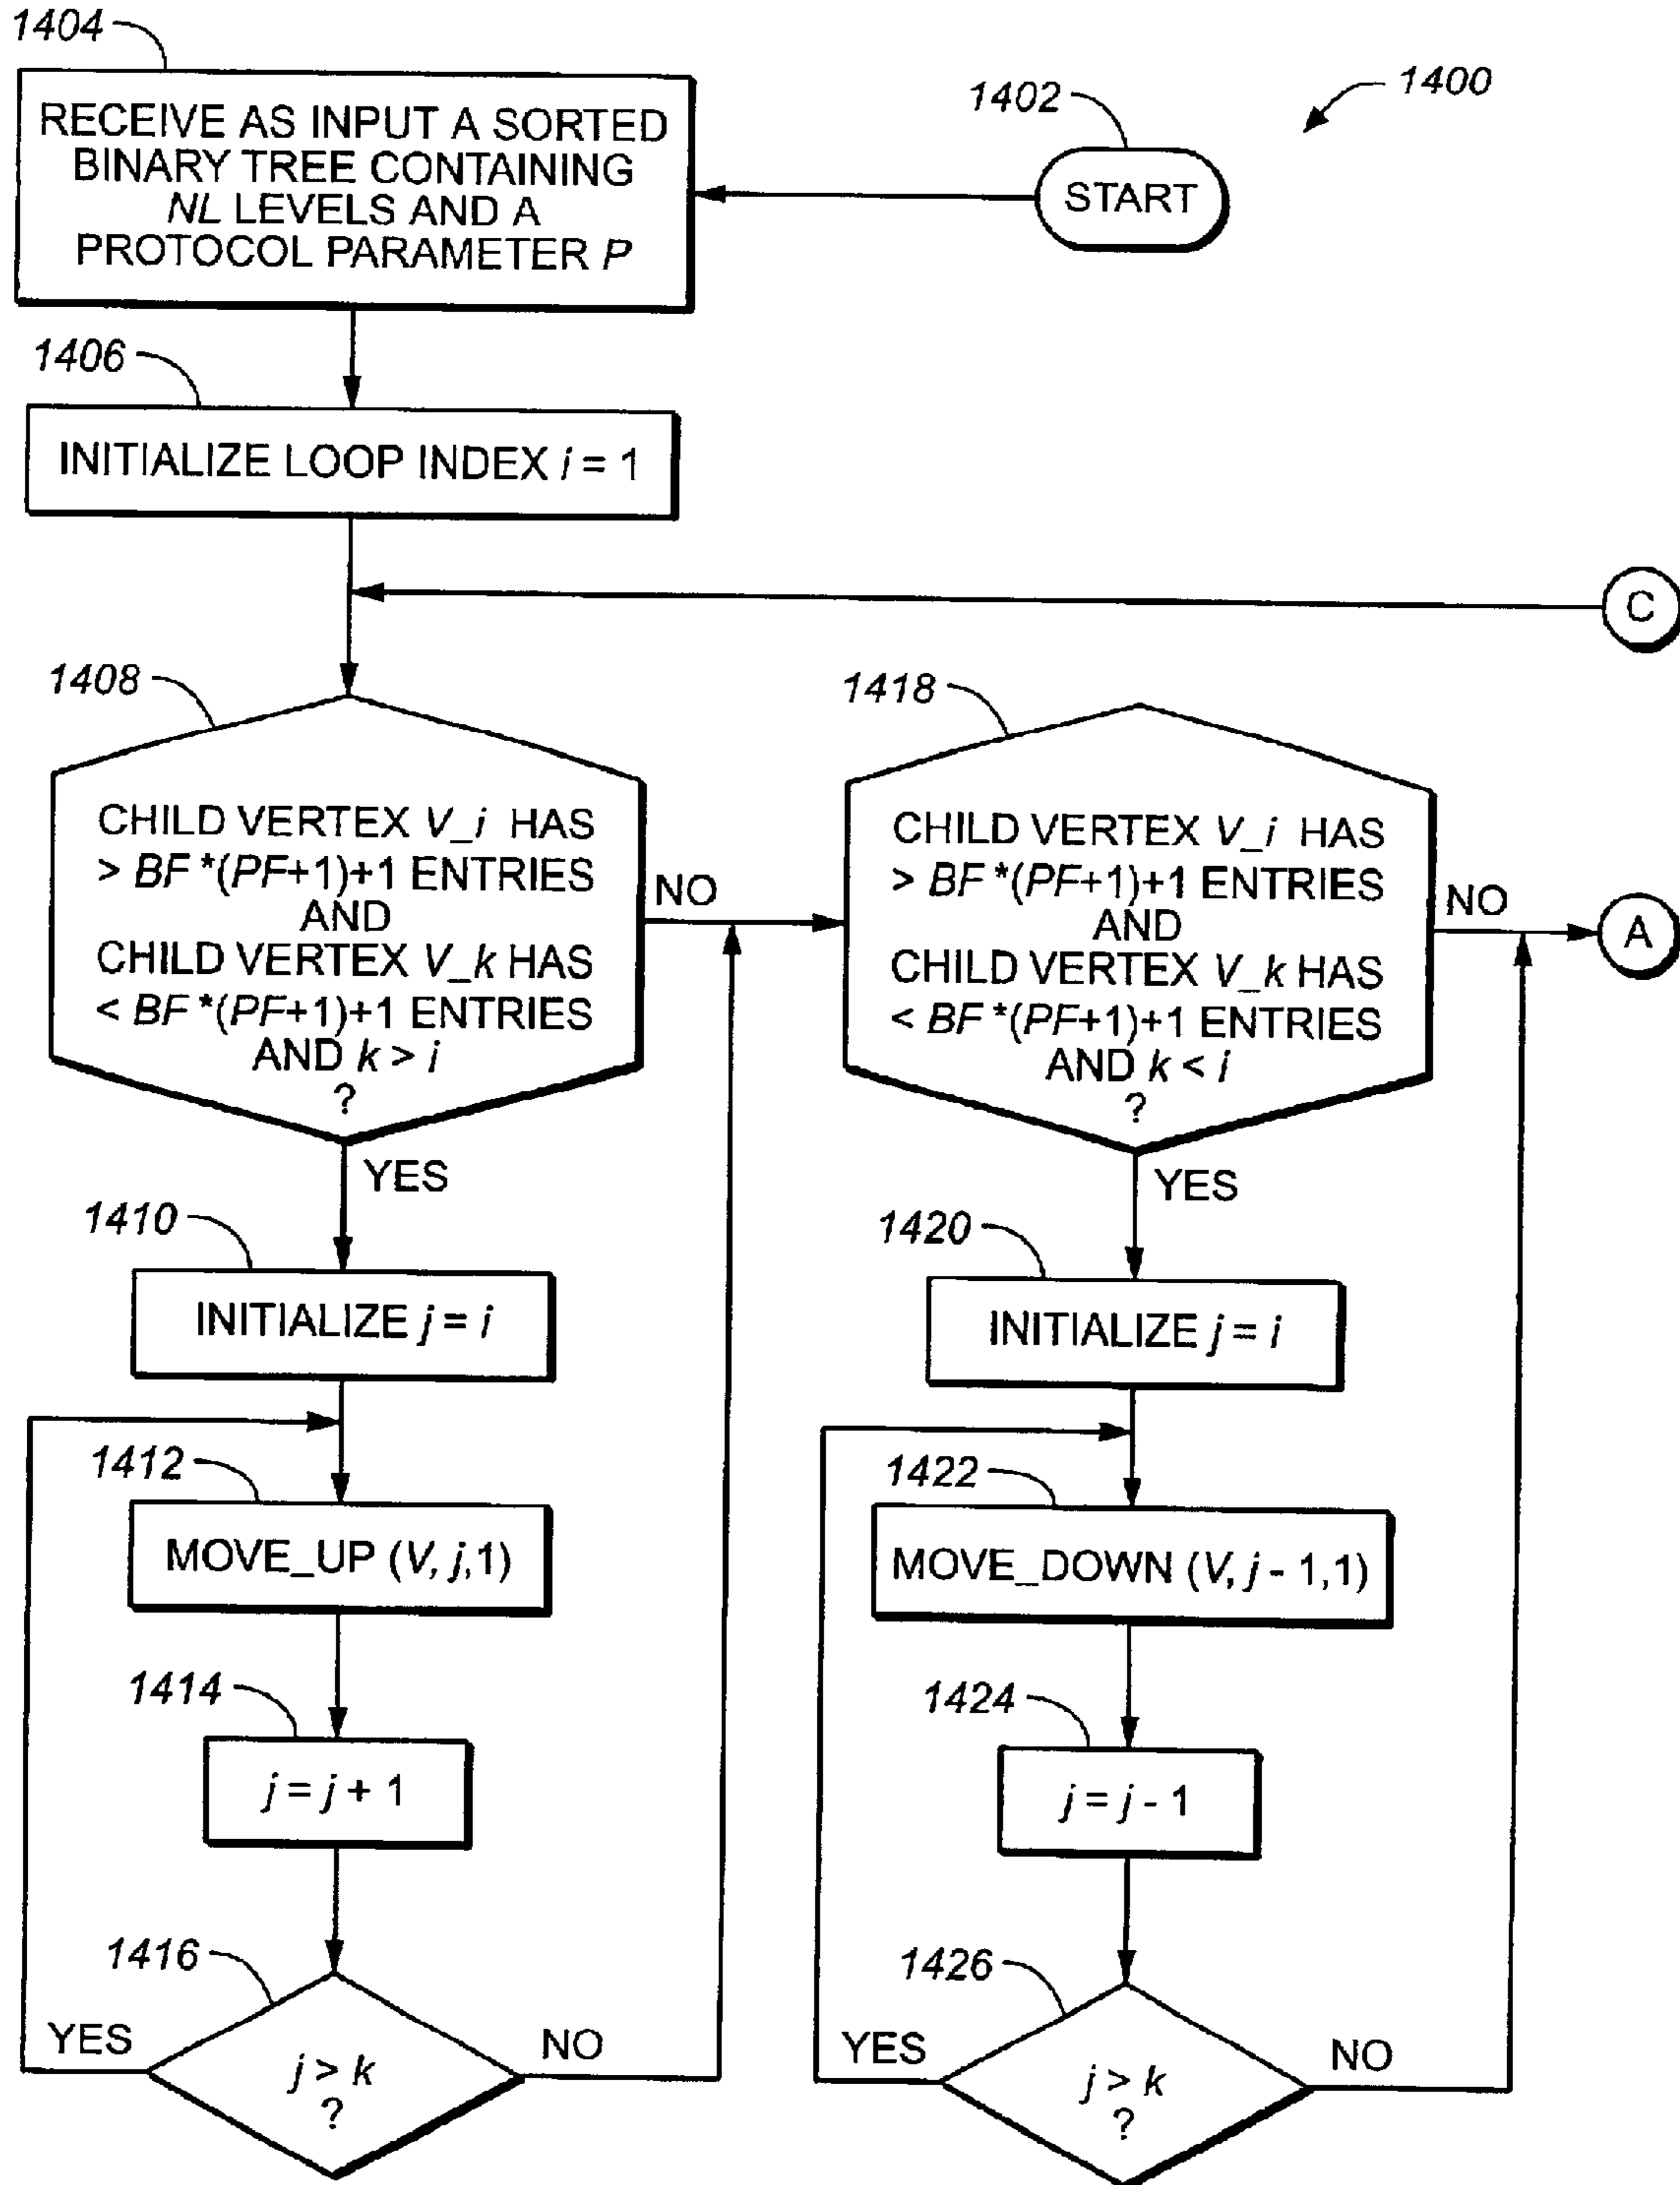 1404
RECEIVE AS INPUT A SORTED
BINARY TREE CONTAINING
NL LEVELS AND A
PROTOCOL PARAMETER P
1402
START
1400
1406
INITIALIZE LOOP INDEX i = 1
C
1408
CHILD VERTEX V_i HAS
> BF *(PF+1)+1 ENTRIES
AND
CHILD VERTEX V_k HAS
< BF *(PF+1)+1 ENTRIES
AND k > i
?
NO
YES
1418
CHILD VERTEX V_i HAS
> BF *(PF+1)+1 ENTRIES
AND
CHILD VERTEX V_k HAS
< BF *(PF+1)+1 ENTRIES
AND k < i
?
NO
A
YES
1410
INITIALIZE j = i
1412
MOVE_UP (V, j,1)
1414
j = j + 1
1416
YES
j > k
?
NO
1420
INITIALIZE j = i
1422
MOVE_DOWN (V, j - 1,1)
1424
j = j - 1
1426
YES
j > k
?
NO